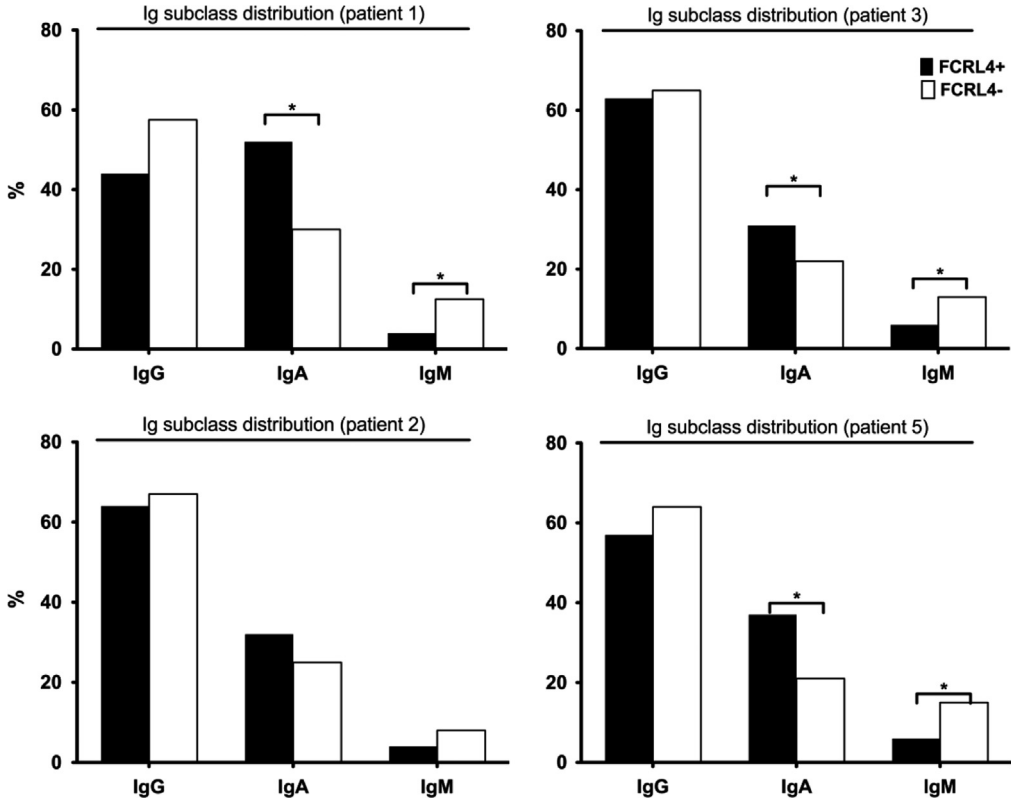 Ig subclass distribution (patient 1)
80
60
*
%
40
20
*
0
IgG IgA IgM
Ig subclass distribution (patient 3)
80
FCRL4+
FCRL4-
60
40
*
20
*
0
IgG IgA IgM
Ig subclass distribution (patient 2)
80
60
%
40
20
0
IgG IgA IgM
Ig subclass distribution (patient 5)
80
60
40
*
20
*
0
IgG IgA IgM